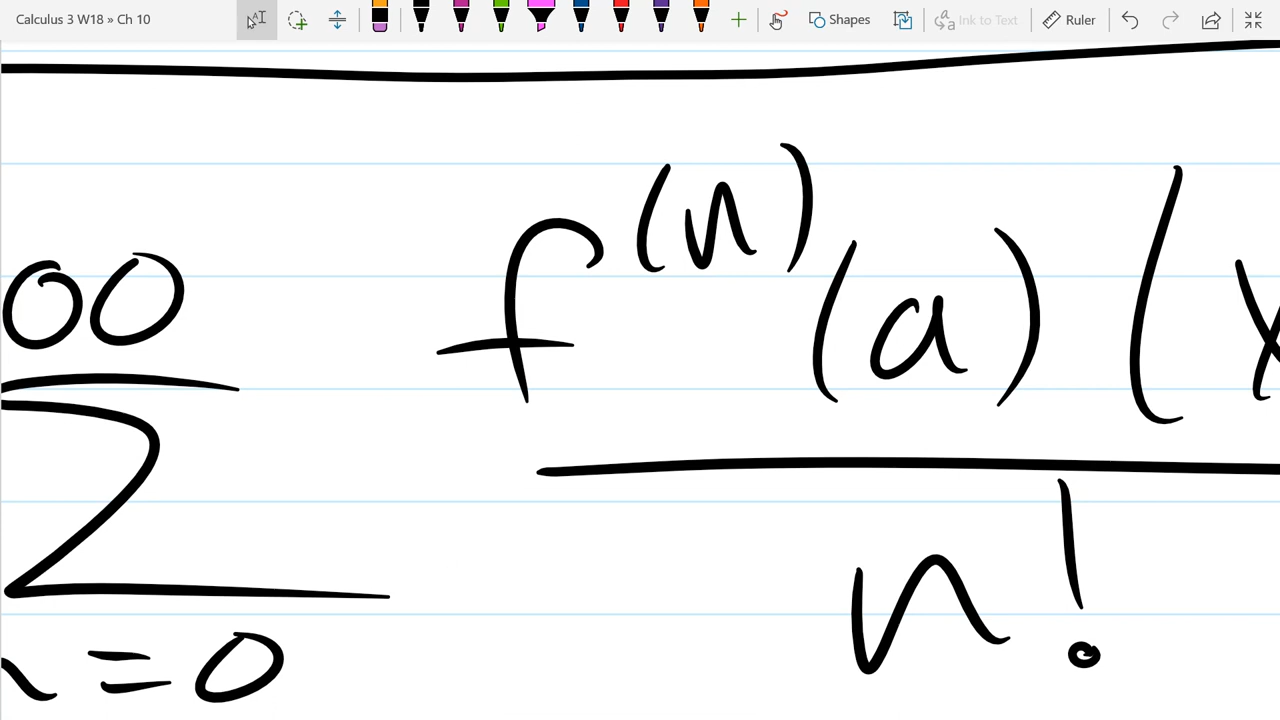 Calculus 3 W18 » Ch 10
Shapes
Ink to Text
Ruler
∞
∑
n=0
f^(n)(a)(x
n!